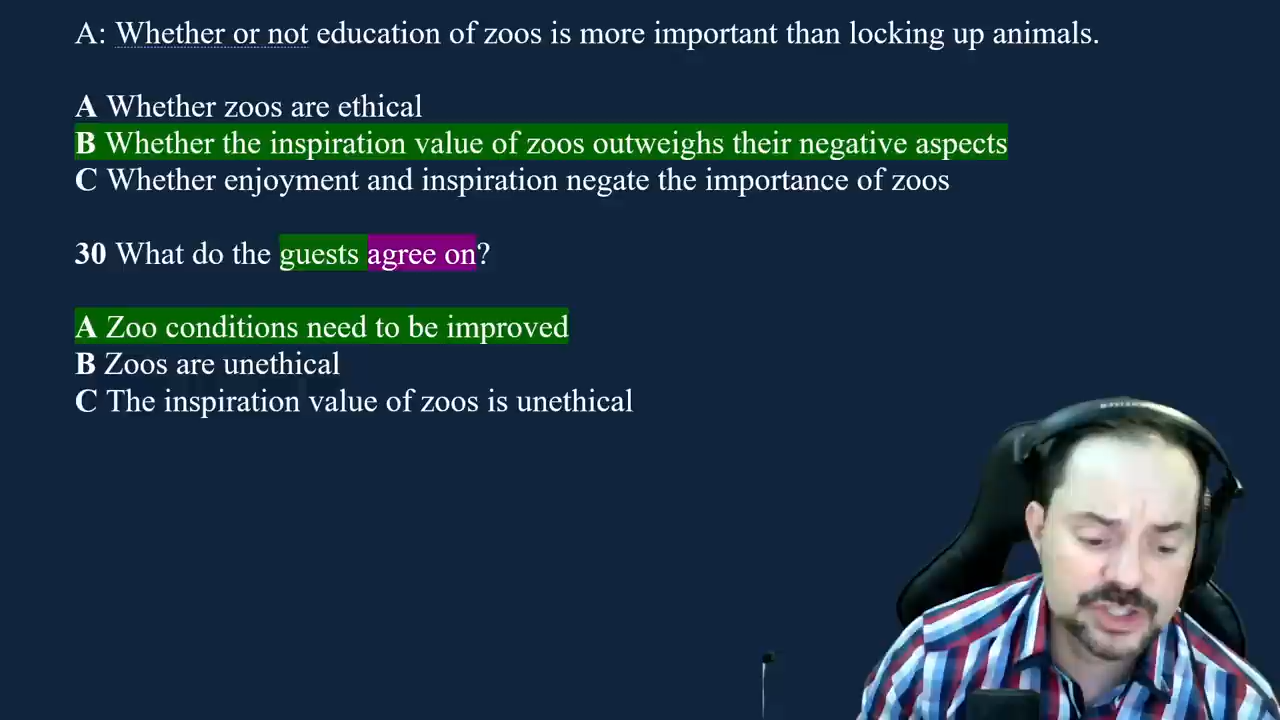 A: Whether or not education of zoos is more important than locking up animals.
A Whether zoos are ethical
B Whether the inspiration value of zoos outweighs their negative aspects
C Whether enjoyment and inspiration negate the importance of zoos
30 What do the guests agree on?
A Zoo conditions need to be improved
B Zoos are unethical
C The inspiration value of zoos is unethical